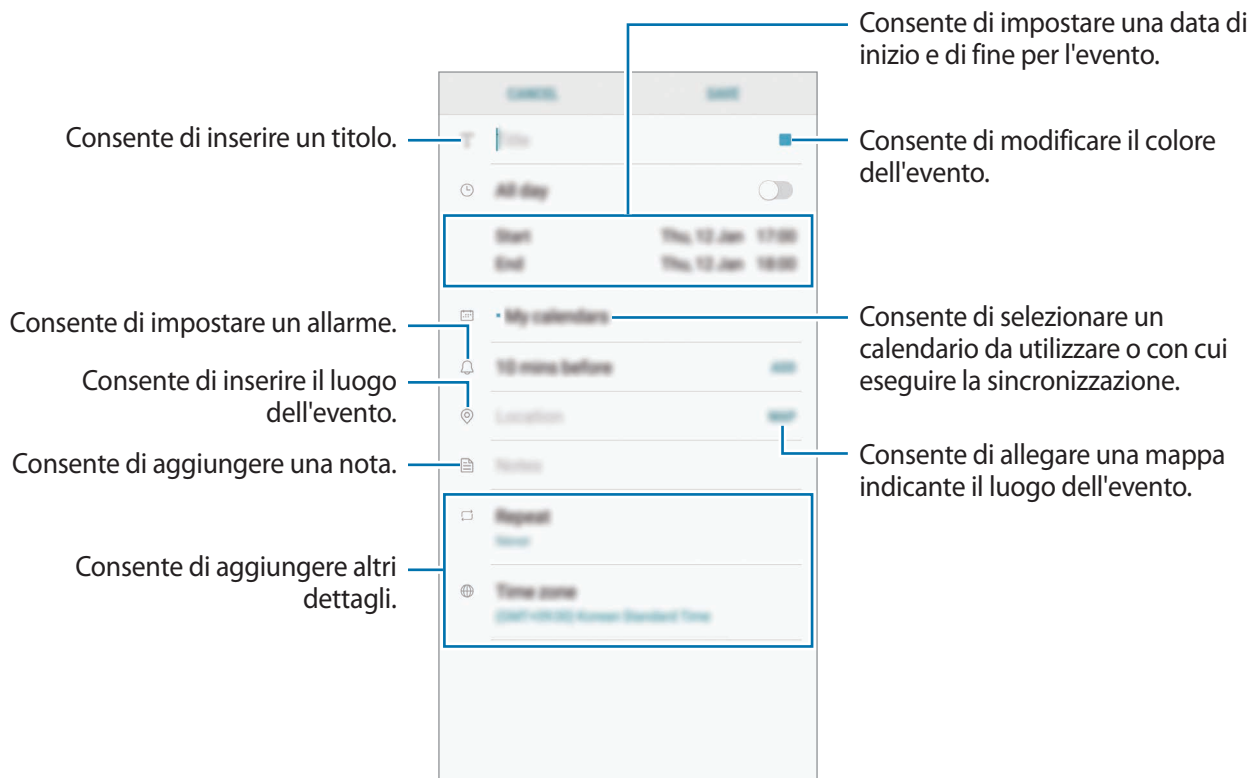 Consente di impostare una data di
inizio e di fine per l'evento.
CANCEL
SAVE
Consente di inserire un titolo.
Title
Consente di modificare il colore
dell'evento.
All day
Start Thu, 12 Jan 17:00
End Thu, 12 Jan 18:00
Consente di impostare un allarme.
My calendars
Consente di selezionare un
calendario da utilizzare o con cui
eseguire la sincronizzazione.
10 mins before
ADD
Consente di inserire il luogo
dell'evento.
Location
MAP
Consente di aggiungere una nota.
Notes
Consente di allegare una mappa
indicante il luogo dell'evento.
Repeat
Never
Consente di aggiungere altri
dettagli.
Time zone
Korean Standard Time